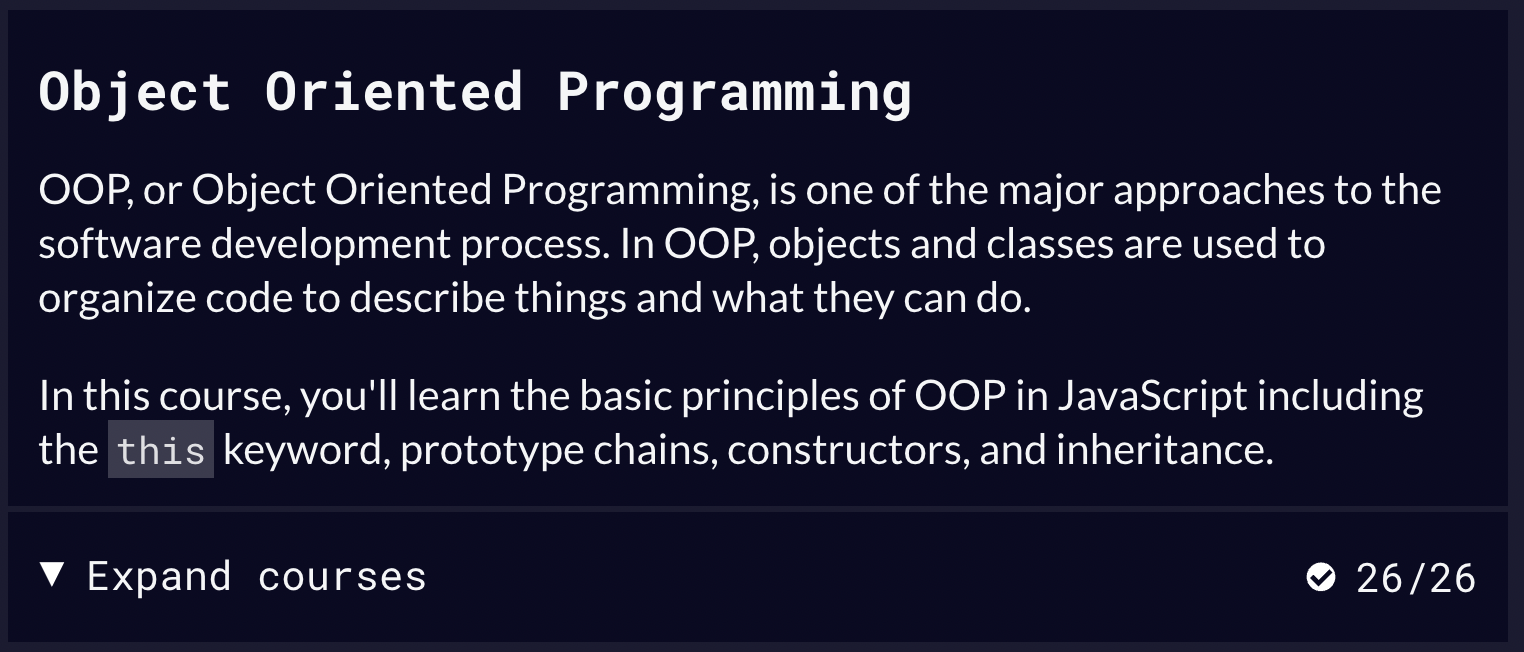 Object Oriented Programming
OOP, or Object Oriented Programming, is one of the major approaches to the
software development process. In OOP, objects and classes are used to
organize code to describe things and what they can do.
In this course, you'll learn the basic principles of OOP in JavaScript including
the this keyword, prototype chains, constructors, and inheritance.
Expand courses 26/26